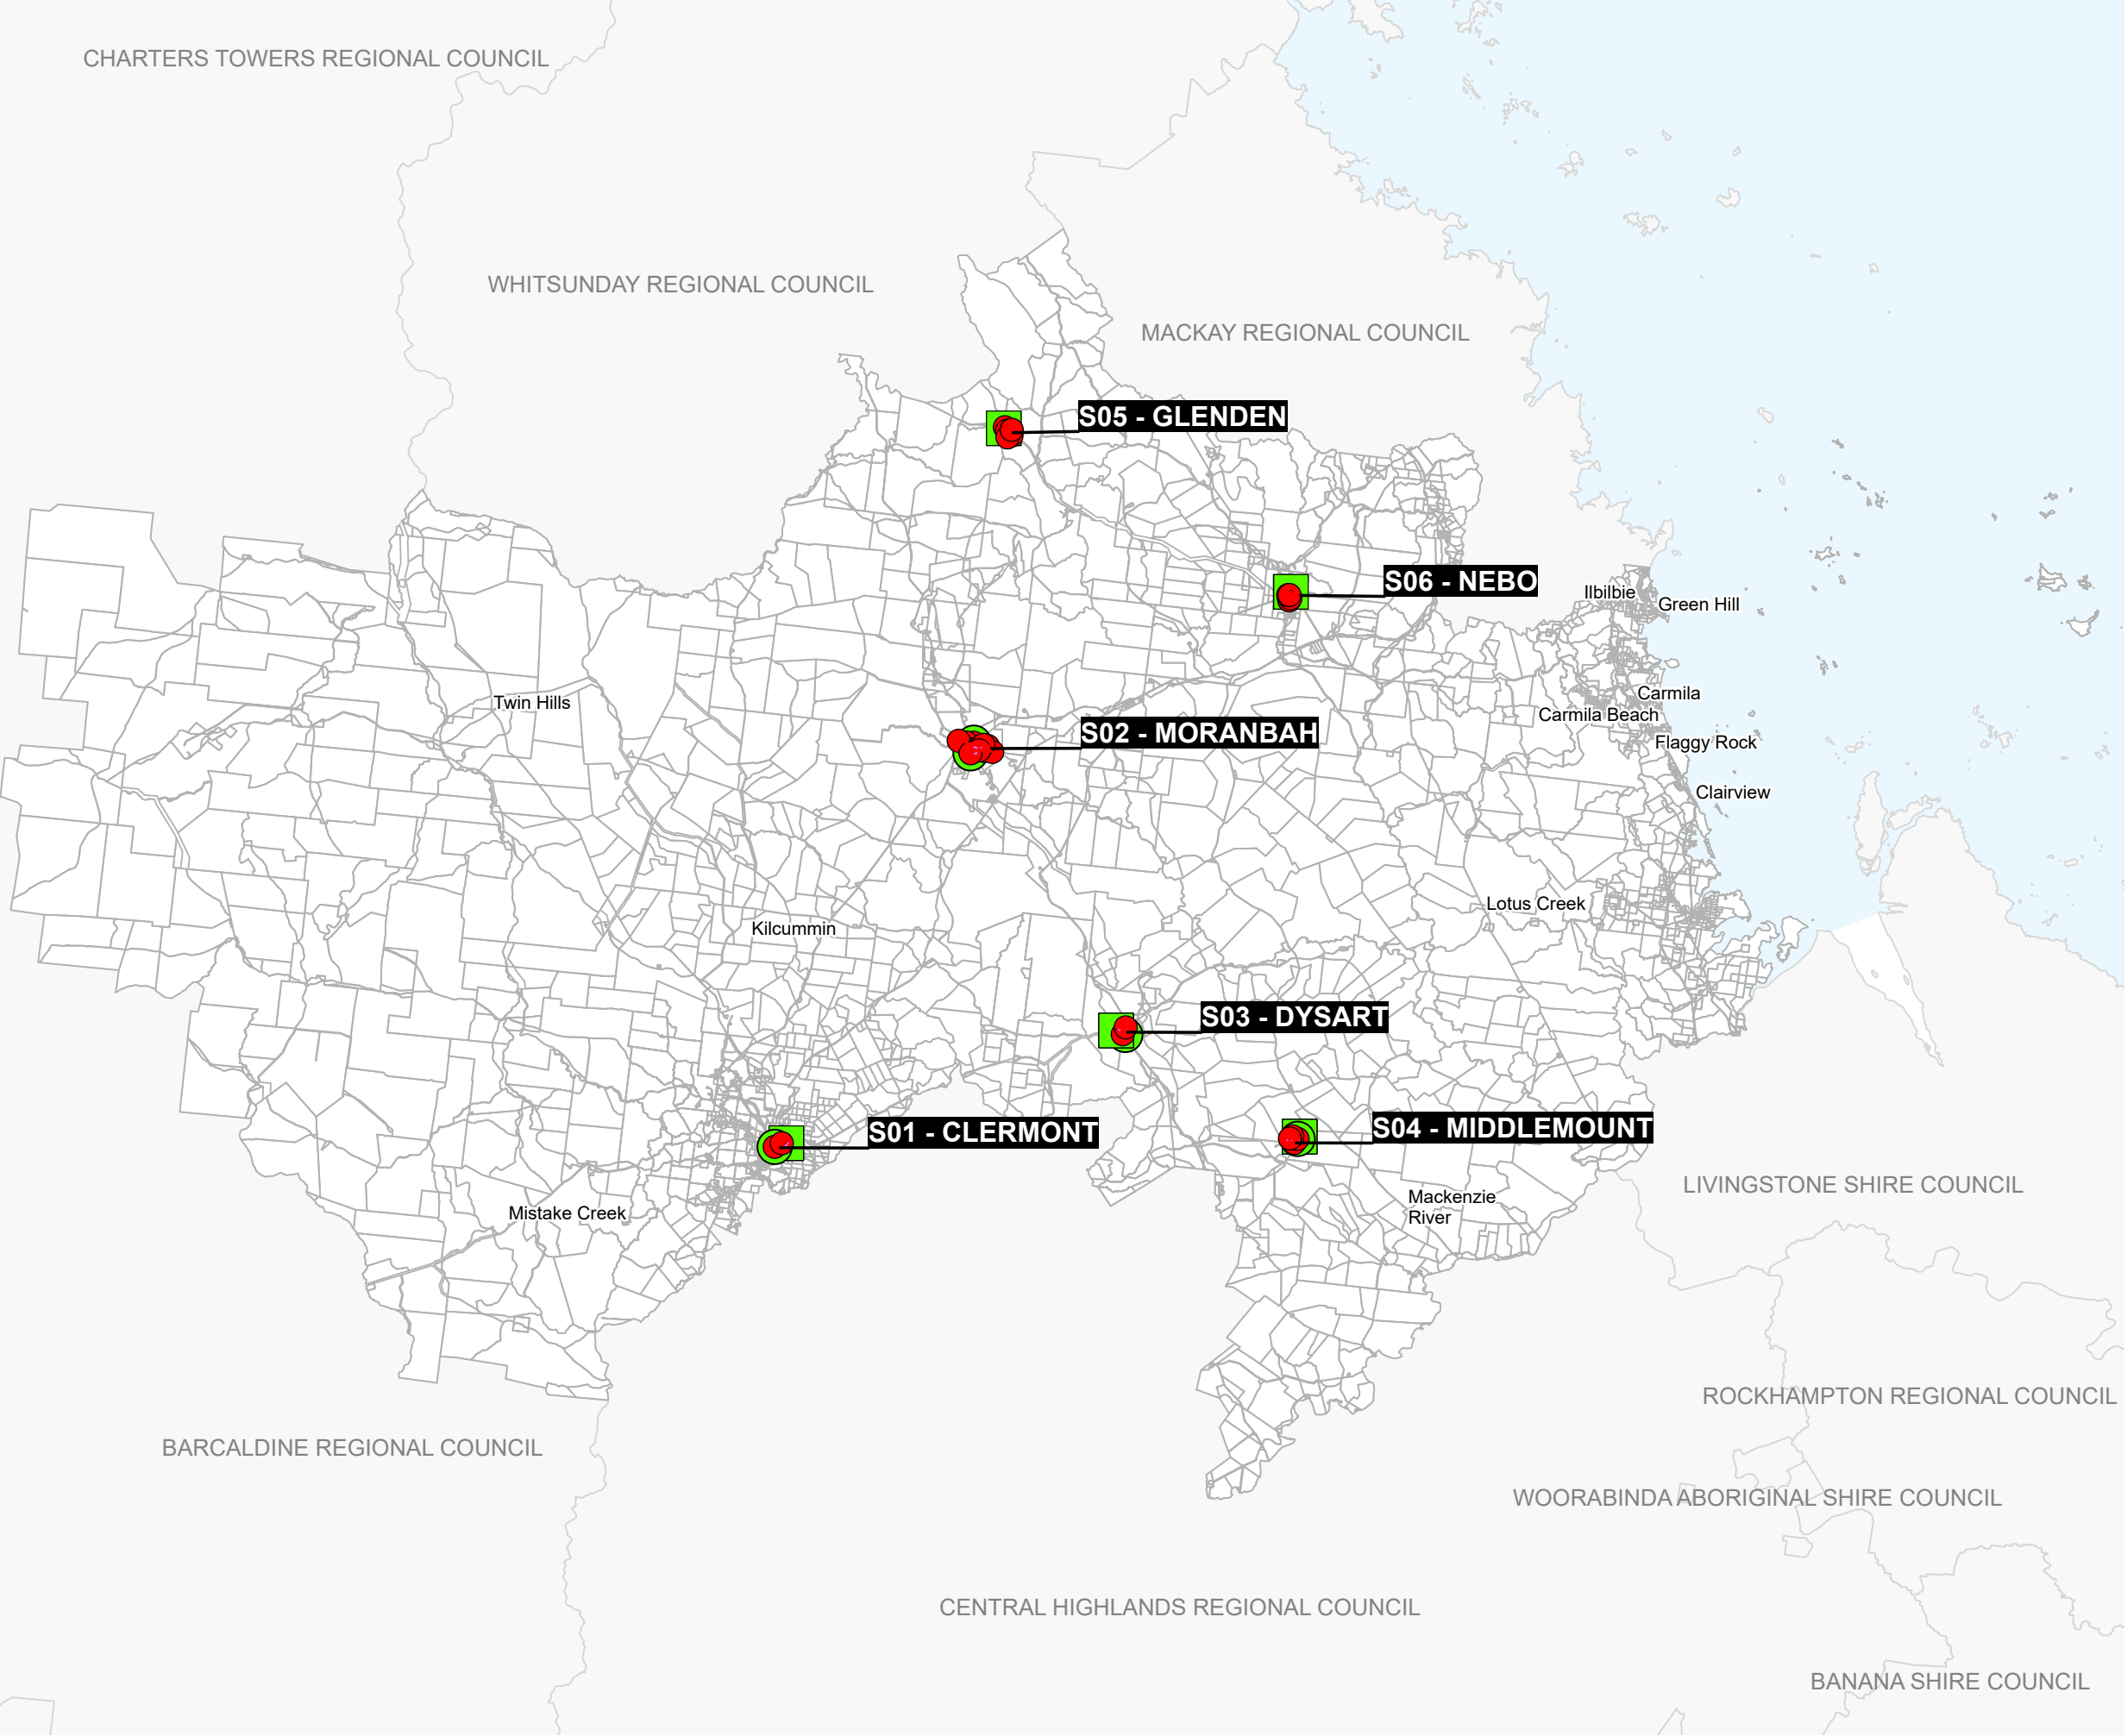 CHARTERS TOWERS REGIONAL COUNCIL
WHITSUNDAY REGIONAL COUNCIL
MACKAY REGIONAL COUNCIL
S05 - GLENDEN
S06 - NEBO
Ilbilbie
Green Hill
Twin Hills
Carmila
Carmila Beach
S02 - MORANBAH
Flaggy Rock
Clairview
Lotus Creek
Kilcummin
S03 - DYSART
S01 - CLERMONT
S04 - MIDDLEMOUNT
LIVINGSTONE SHIRE COUNCIL
Mackenzie
River
Mistake Creek
ROCKHAMPTON REGIONAL COUNCIL
BARCALDINE REGIONAL COUNCIL
WOORABINDA ABORIGINAL SHIRE COUNCIL
CENTRAL HIGHLANDS REGIONAL COUNCIL
BANANA SHIRE COUNCIL